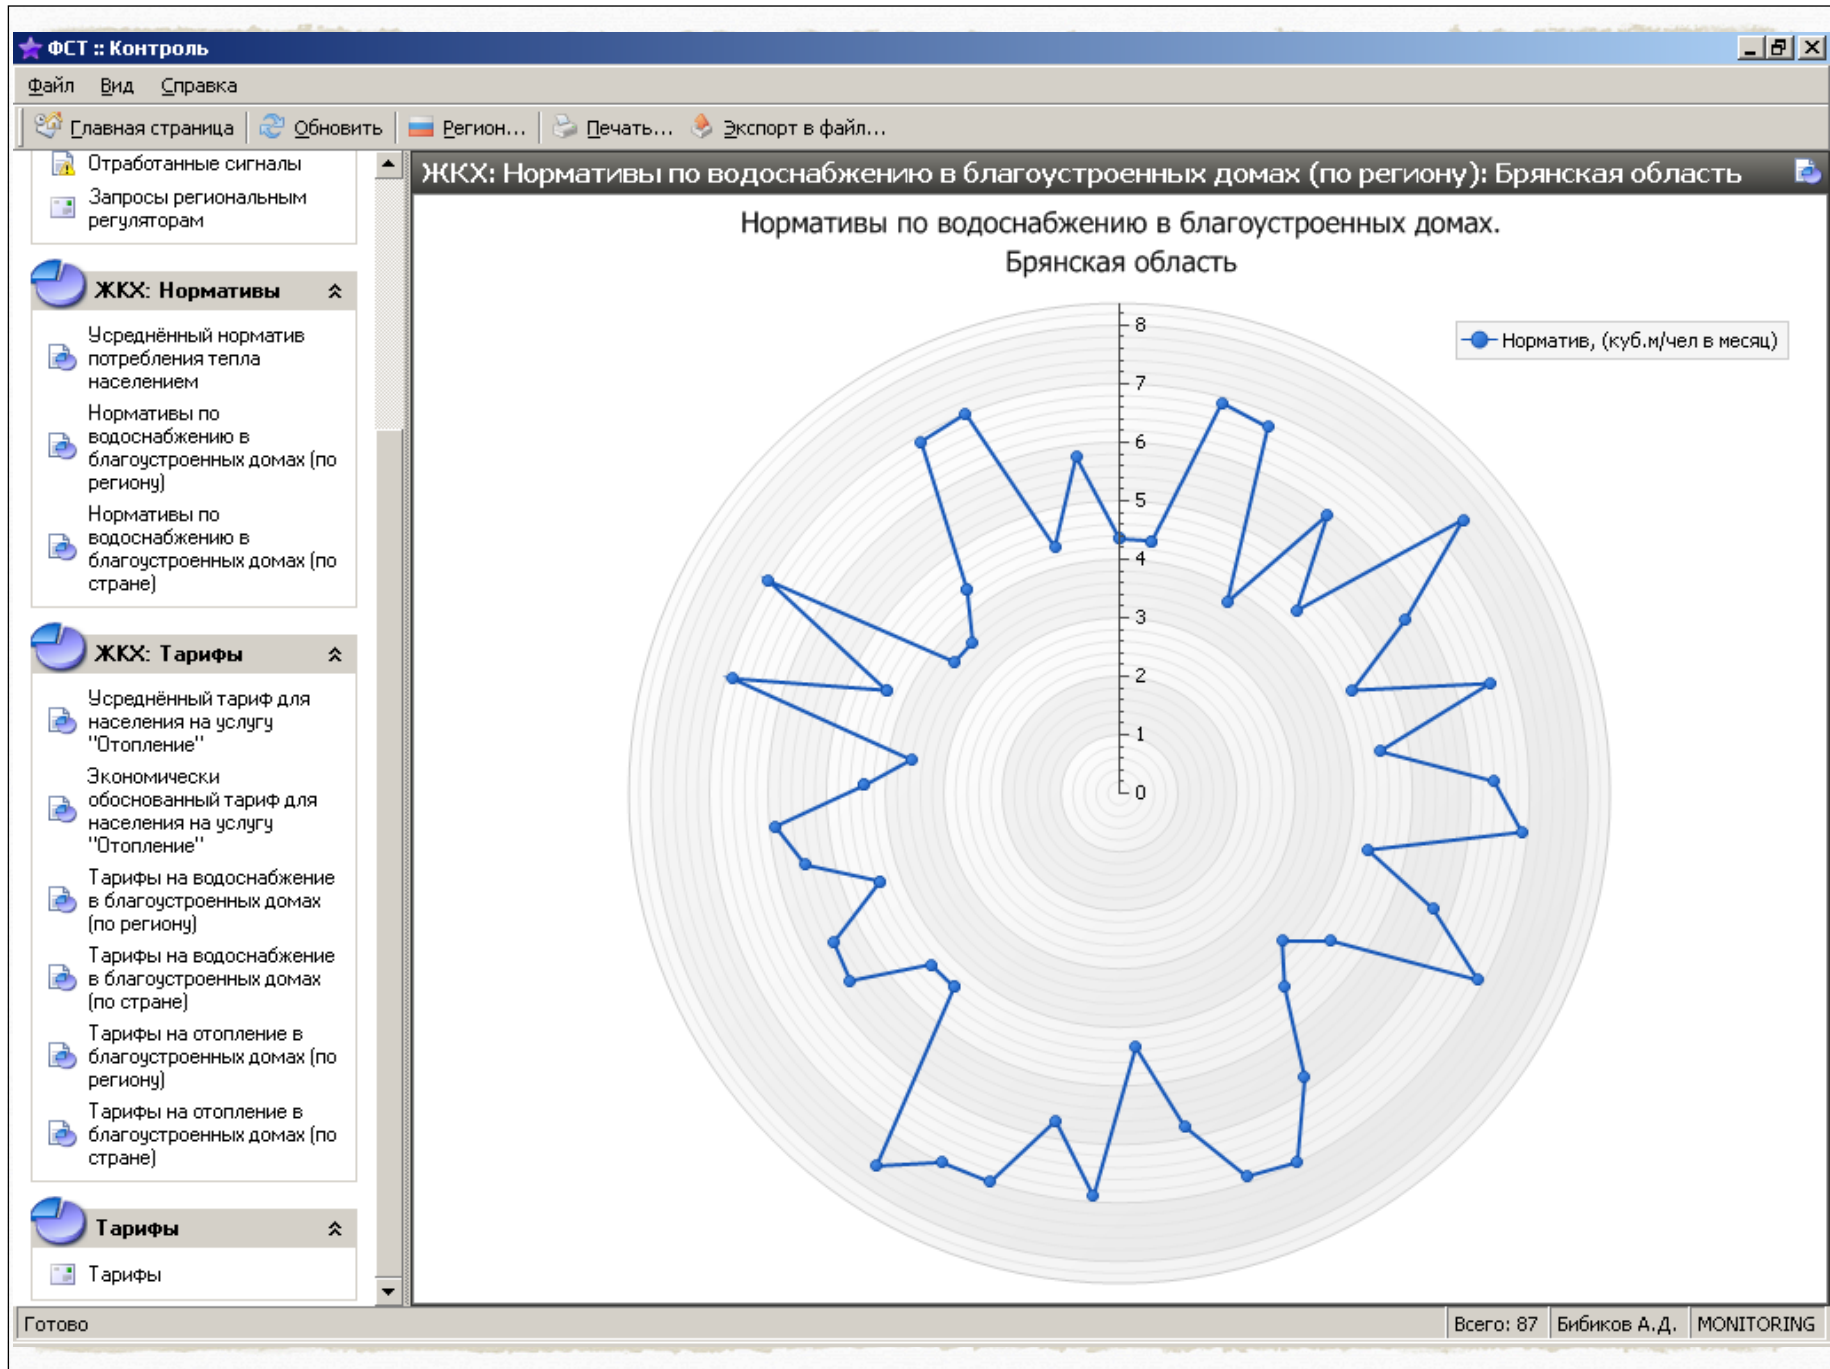 ФСТ :: Контроль
Файл Вид Справка
Главная страница Обновить Регион... Печать... Экспорт в файл...
Отработанные сигналы
Запросы региональным
регуляторам
ЖКХ: Нормативы
Усреднённый норматив
потребления тепла
населением
Нормативы по
водоснабжению в
благоустроенных домах (по
региону)
Нормативы по
водоснабжению в
благоустроенных домах (по
стране)
ЖКХ: Тарифы
Усреднённый тариф для
населения на услугу
"Отопление"
Экономически
обоснованный тариф для
населения на услугу
"Отопление"
Тарифы на водоснабжение
в благоустроенных домах
(по региону)
Тарифы на водоснабжение
в благоустроенных домах
(по стране)
Тарифы на отопление в
благоустроенных домах (по
региону)
Тарифы на отопление в
благоустроенных домах (по
стране)
Тарифы
Тарифы
ЖКХ: Нормативы по водоснабжению в благоустроенных домах (по региону): Брянская область
Нормативы по водоснабжению в благоустроенных домах.
Брянская область
Норматив, (куб.м/чел в месяц)
8
7
6
5
4
3
2
1
0
Готово
Всего: 87 Бибиков А.Д. MONITORING